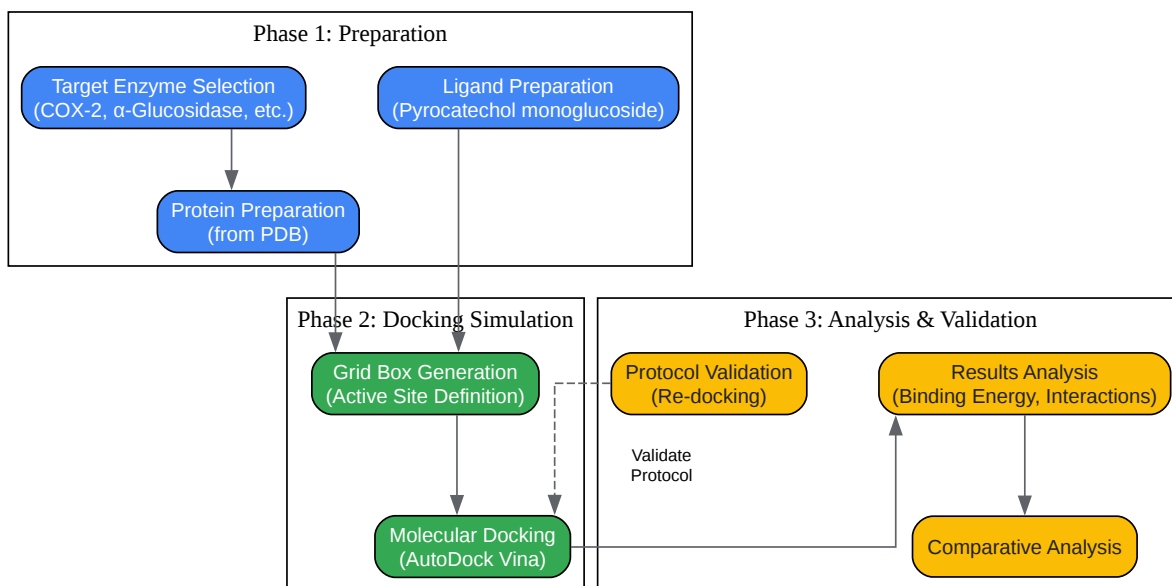 Phase 1: Preparation
Target Enzyme Selection
(COX-2, α-Glucosidase, etc.)
Ligand Preparation
(Pyrocatechol monoglucoside)
Protein Preparation
(from PDB)
Phase 2: Docking Simulation
Grid Box Generation
(Active Site Definition)
Molecular Docking
(AutoDock Vina)
Phase 3: Analysis & Validation
Protocol Validation
(Re-docking)
Results Analysis
(Binding Energy, Interactions)
Validate
Protocol
Comparative Analysis